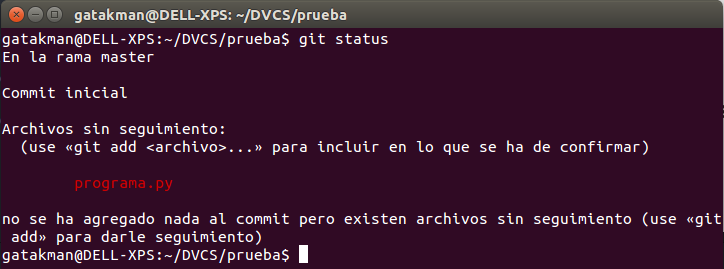 gatakman@DELL-XPS: ~/DVCS/prueba
gatakman@DELL-XPS:~/DVCS/prueba$ git status
En la rama master
Commit inicial
Archivos sin seguimiento:
(use «git add <archivo>...» para incluir en lo que se ha de confirmar)
programa.py
no se ha agregado nada al commit pero existen archivos sin seguimiento (use «git
add» para darle seguimiento)
gatakman@DELL-XPS:~/DVCS/prueba$